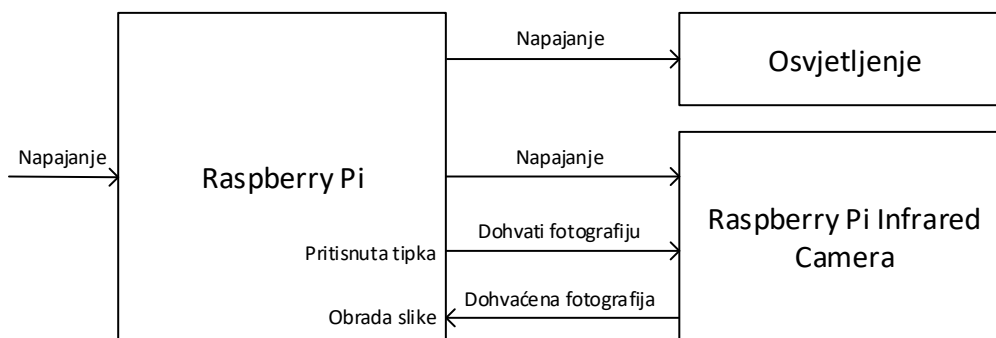 Napajanje
Osvjetljenje
Napajanje
Raspberry Pi
Napajanje
Raspberry Pi Infrared
Camera
Pritisnuta tipka
Dohvati fotografiju
Obrada slike
Dohvaćena fotografija